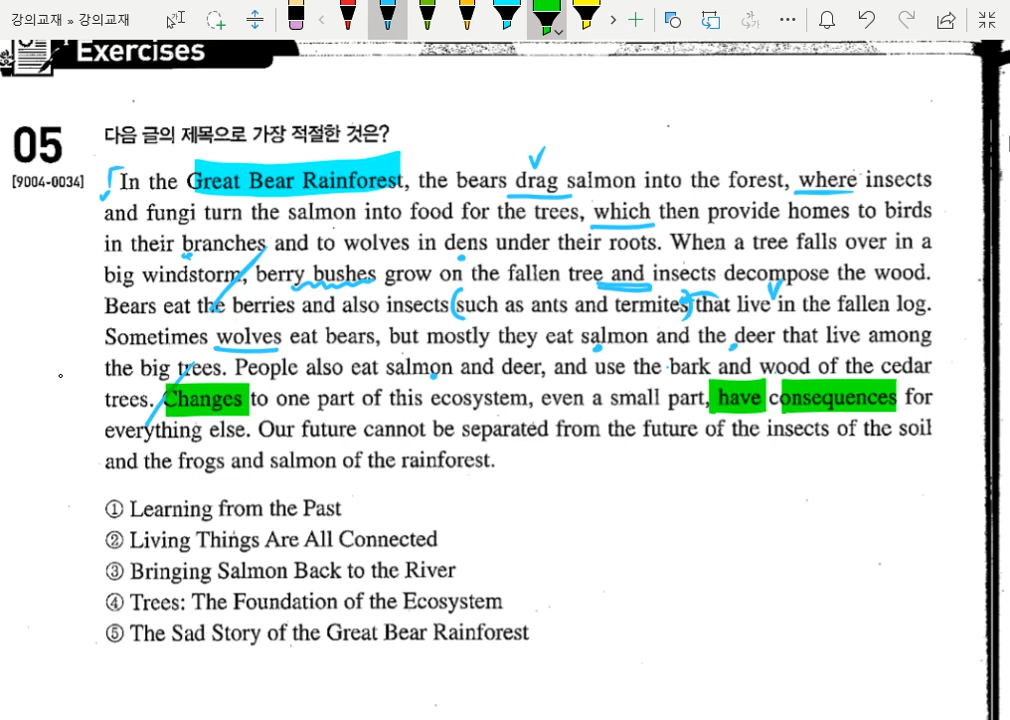 강의교재 » 강의교재
Exercises
05
다음 글의 제목으로 가장 적절한 것은?
[9004-0034]
In the Great Bear Rainforest, the bears drag salmon into the forest, where insects
and fungi turn the salmon into food for the trees, which then provide homes to birds
in their branches and to wolves in dens under their roots. When a tree falls over in a
big windstorm, berry bushes grow on the fallen tree and insects decompose the wood.
Bears eat the berries and also insects (such as ants and termites) that live in the fallen log.
Sometimes wolves eat bears, but mostly they eat salmon and the deer that live among
the big trees. People also eat salmon and deer, and use the bark and wood of the cedar
trees. Changes to one part of this ecosystem, even a small part, have consequences for
everything else. Our future cannot be separated from the future of the insects of the soil
and the frogs and salmon of the rainforest.
① Learning from the Past
② Living Things Are All Connected
③ Bringing Salmon Back to the River
④ Trees: The Foundation of the Ecosystem
⑤ The Sad Story of the Great Bear Rainforest